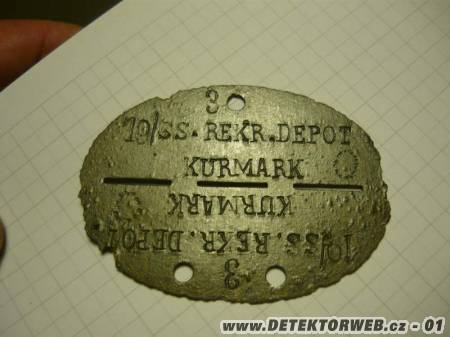 3
10/SS. REKR. DEPOT
KURMARK
KURMARK
10/SS. REKR. DEPOT
3
www.DETEKTORWEB.cz - 01